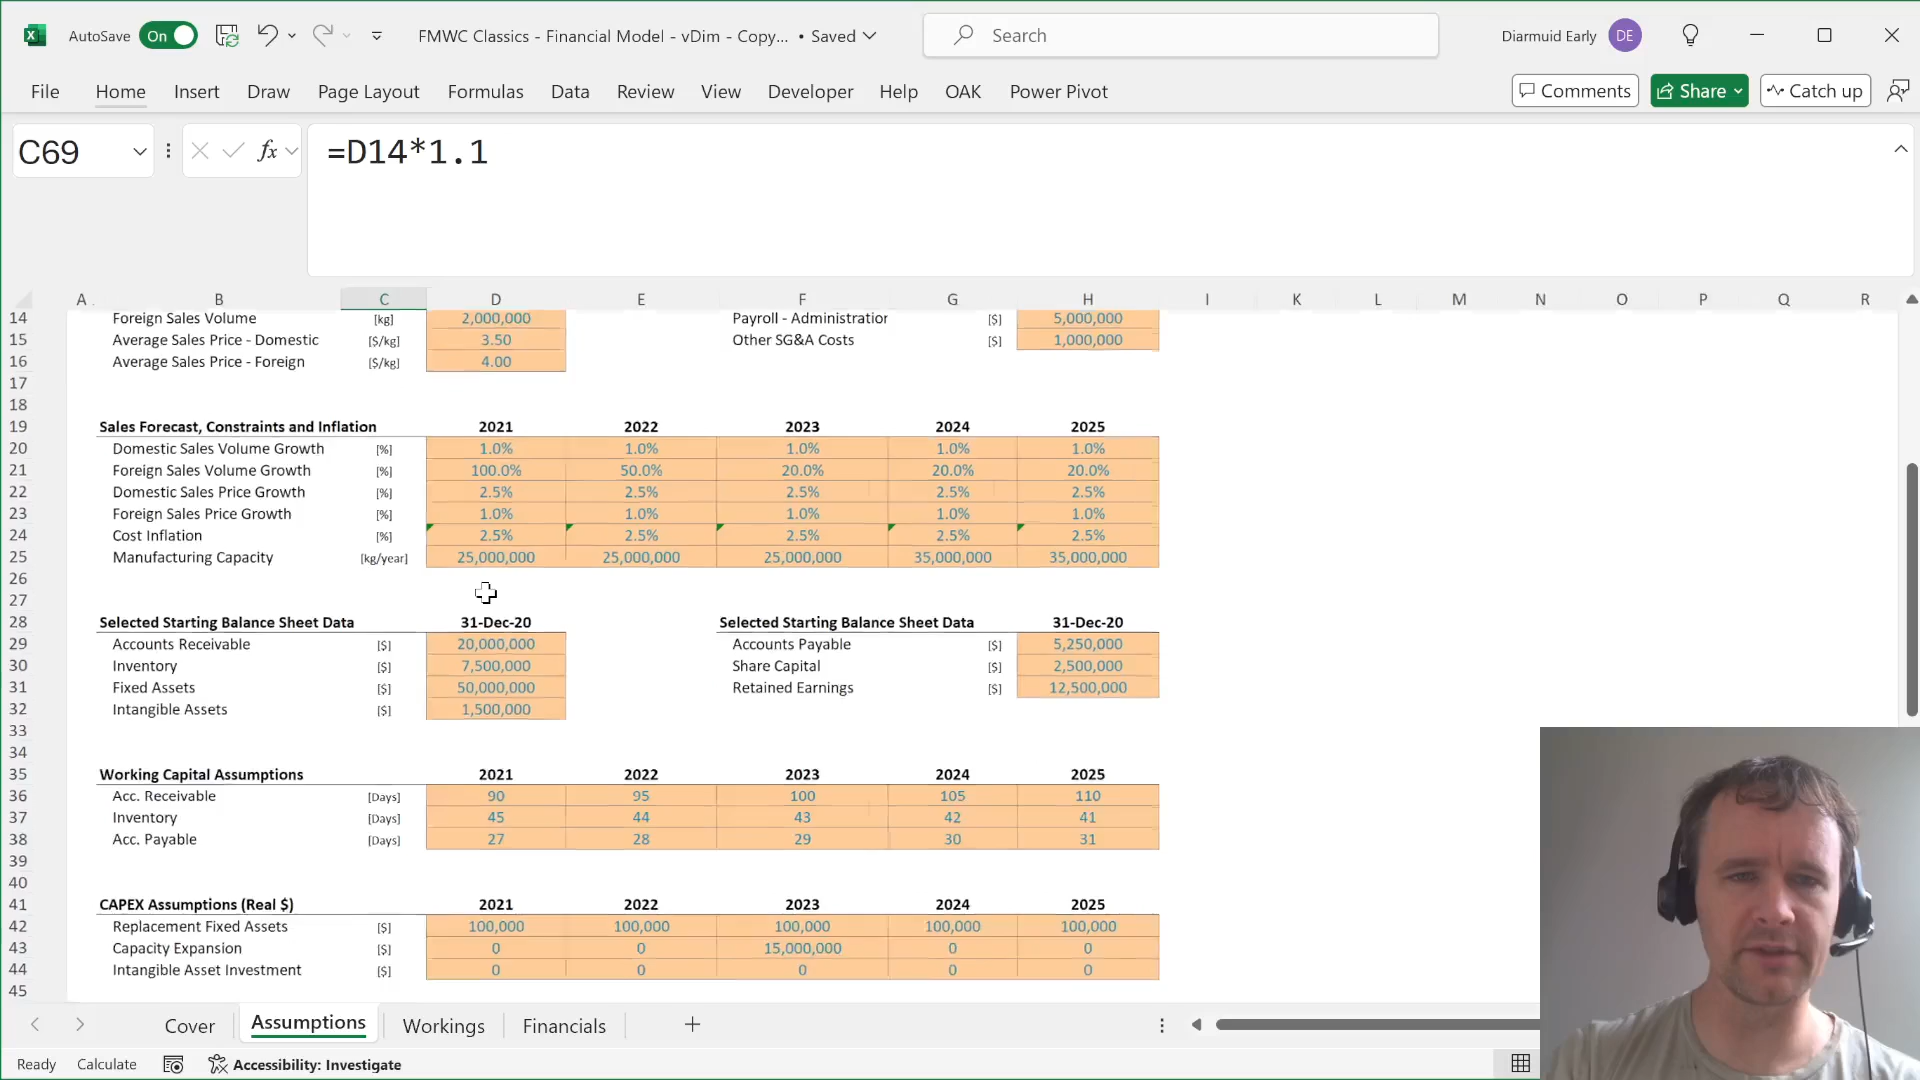 AutoSave On FMWC Classics - Financial Model - vDim - Copy... • Saved Search Diarmuid Early DE
File Home Insert Draw Page Layout Formulas Data Review View Developer Help OAK Power Pivot Comments Share Catch up
C69 fx =D14*1.1
A B C D E F G H I K L M N O P Q R
14 Foreign Sales Volume [kg] 2,000,000 Payroll - Administration [$] 5,000,000
15 Average Sales Price - Domestic [$/kg] 3.50 Other SG&A Costs [$] 1,000,000
16 Average Sales Price - Foreign [$/kg] 4.00
17
18
19 Sales Forecast, Constraints and Inflation 2021 2022 2023 2024 2025
20 Domestic Sales Volume Growth [%] 1.0% 1.0% 1.0% 1.0% 1.0%
21 Foreign Sales Volume Growth [%] 100.0% 50.0% 20.0% 20.0% 20.0%
22 Domestic Sales Price Growth [%] 2.5% 2.5% 2.5% 2.5% 2.5%
23 Foreign Sales Price Growth [%] 1.0% 1.0% 1.0% 1.0% 1.0%
24 Cost Inflation [%] 2.5% 2.5% 2.5% 2.5% 2.5%
25 Manufacturing Capacity [kg/year] 25,000,000 25,000,000 25,000,000 35,000,000 35,000,000
26
27
28 Selected Starting Balance Sheet Data 31-Dec-20 Selected Starting Balance Sheet Data 31-Dec-20
29 Accounts Receivable [$] 20,000,000 Accounts Payable [$] 5,250,000
30 Inventory [$] 7,500,000 Share Capital [$] 2,500,000
31 Fixed Assets [$] 50,000,000 Retained Earnings [$] 12,500,000
32 Intangible Assets [$] 1,500,000
33
34
35 Working Capital Assumptions 2021 2022 2023 2024 2025
36 Acc. Receivable [Days] 90 95 100 105 110
37 Inventory [Days] 45 44 43 42 41
38 Acc. Payable [Days] 27 28 29 30 31
39
40
41 CAPEX Assumptions (Real $) 2021 2022 2023 2024 2025
42 Replacement Fixed Assets [$] 100,000 100,000 100,000 100,000 100,000
43 Capacity Expansion [$] 0 0 15,000,000 0 0
44 Intangible Asset Investment [$] 0 0 0 0 0
45
Cover Assumptions Workings Financials
Ready Calculate Accessibility: Investigate